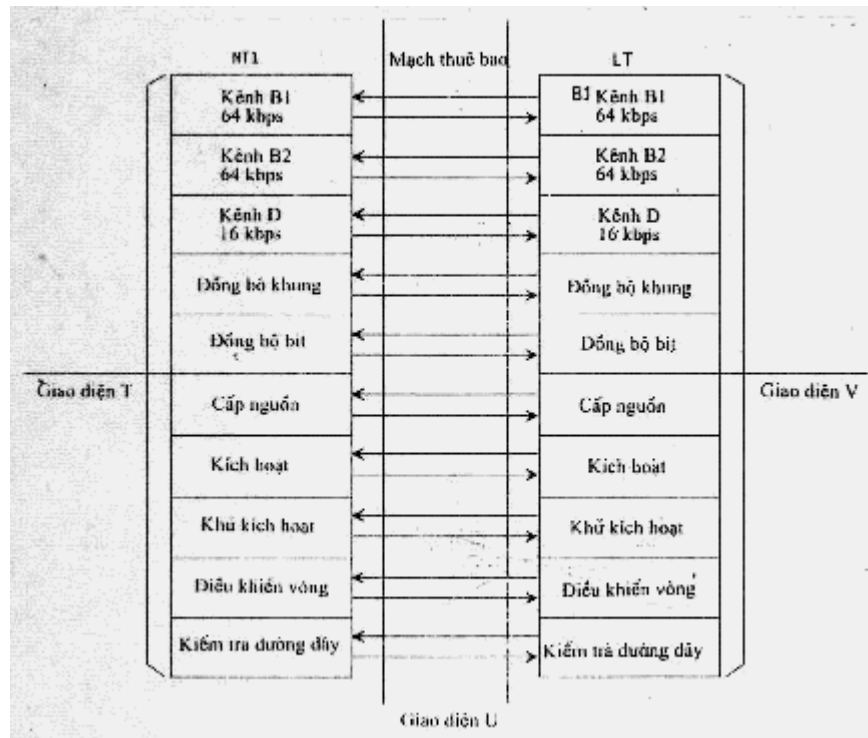 NT1
Mạch thuê bao
LT
Kênh B1
64 kbps
B1 Kênh B1
64 kbps
Kênh B2
64 kbps
Kênh B2
64 kbps
Kênh D
16 kbps
Kênh D
16 kbps
Đồng bộ khung
Đồng bộ khung
Đồng bộ bit
Đồng bộ bit
Giao diện T
Giao diện V
Cấp nguồn
Cấp nguồn
Kích hoạt
Kích hoạt
Khử kích hoạt
Khử kích hoạt
Điều khiển vòng
Điều khiển vòng
Kiểm tra đường dây
Kiểm tra đường dây
Giao diện U